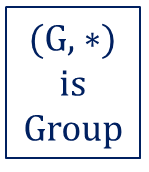 (G, *)
is
Group